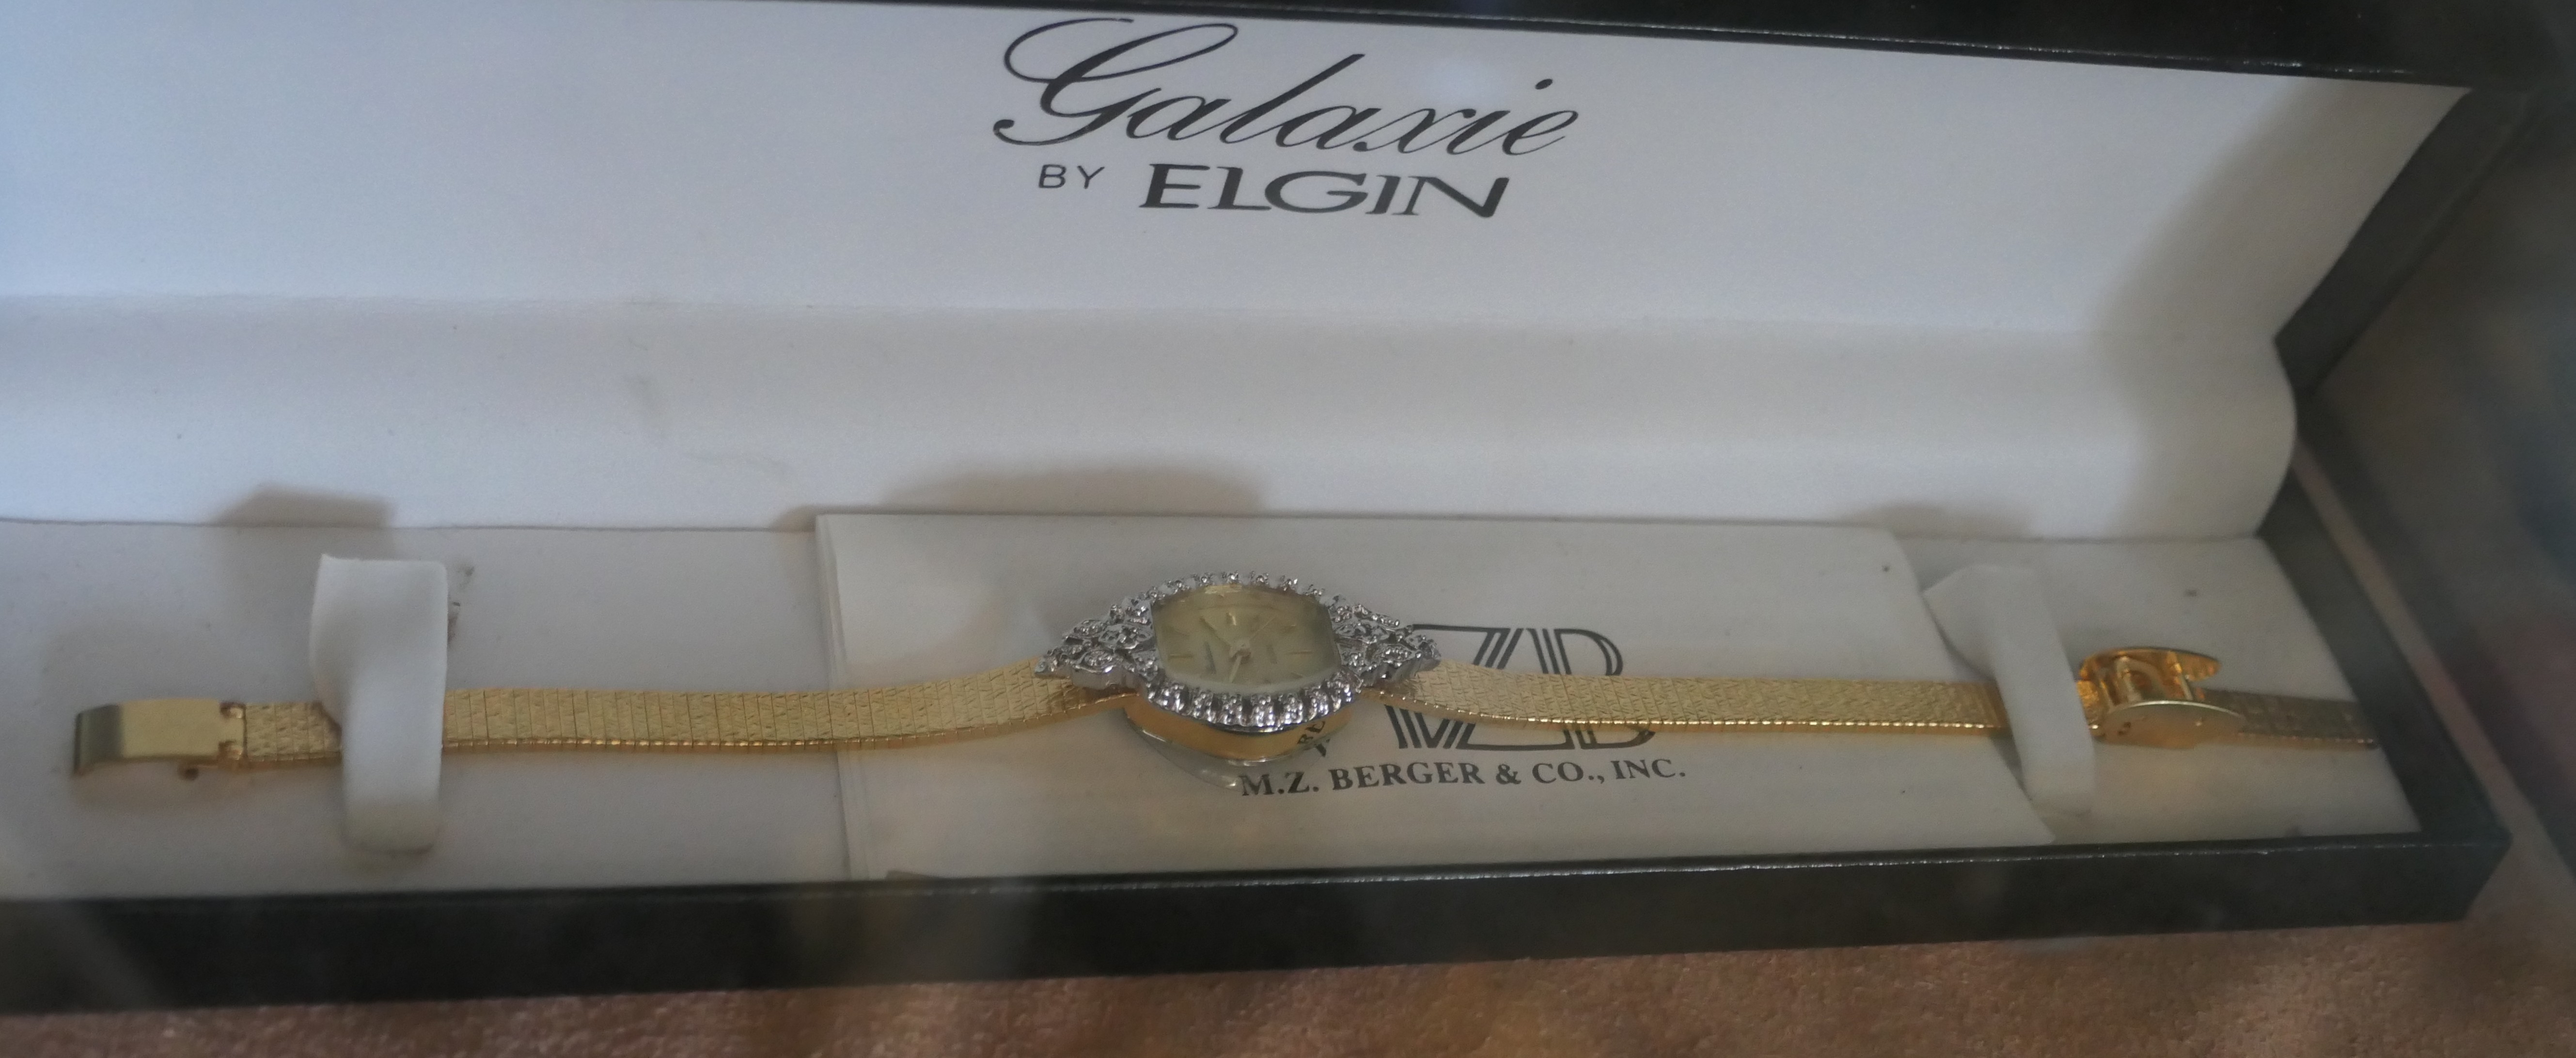 Galaxie
BY ELGIN
MZB
M.Z. BERGER & CO., INC.